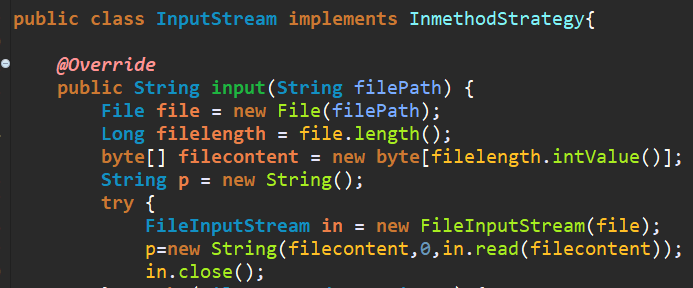 public class InputStream implements InmethodStrategy{
@Override
public String input(String filePath) {
File file = new File(filePath);
Long filelength = file.length();
byte[] filecontent = new byte[filelength.intValue()];
String p = new String();
try {
FileInputStream in = new FileInputStream(file);
p=new String(filecontent,0,in.read(filecontent));
in.close();